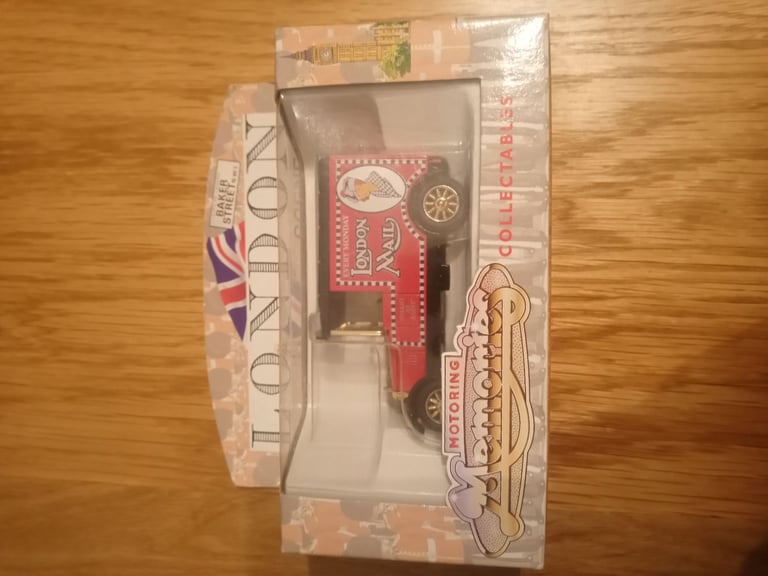 BAKER
STREET N.W.1
LONDON
EVERY MONDAY
LONDON
MAIL
MOTORING
Memories
COLLECTABLES